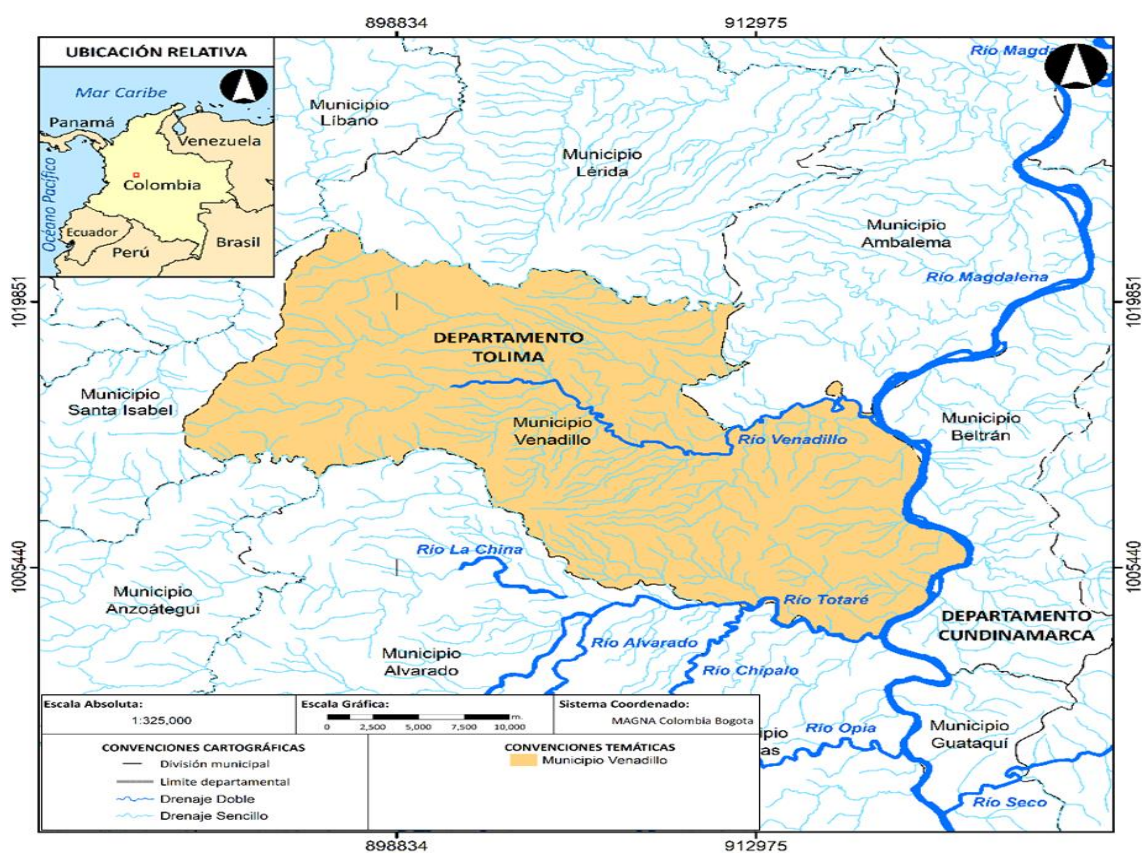 898834
912975
UBICACIÓN RELATIVA
Mar Caribe
Panamá
Venezuela
Océano Pacífico
Colombia
Ecuador
Perú
Brasil
Municipio
Líbano
Municipio
Lérida
Municipio
Ambalema
Río Magdalena
1019851
1019851
DEPARTAMENTO
TOLIMA
Municipio
Santa Isabel
Municipio
Venadillo
Río Venadillo
Municipio
Beltrán
Río La China
1005440
1005440
Municipio
Anzoátegui
Río Totaré
DEPARTAMENTO
CUNDINAMARCA
Río Alvarado
Municipio
Alvarado
Río Chípalo
Municipio
Guataquí
Río Opia
Río Seco
Escala Absoluta:
1:325,000
Escala Gráfica:
0 2,500 5,000 7,500 10,000 m.
Sistema Coordenado:
MAGNA Colombia Bogota
CONVENCIONES CARTOGRÁFICAS
División municipal
Limite departamental
Drenaje Doble
Drenaje Sencillo
CONVENCIONES TEMÁTICAS
Municipio Venadillo
898834
912975